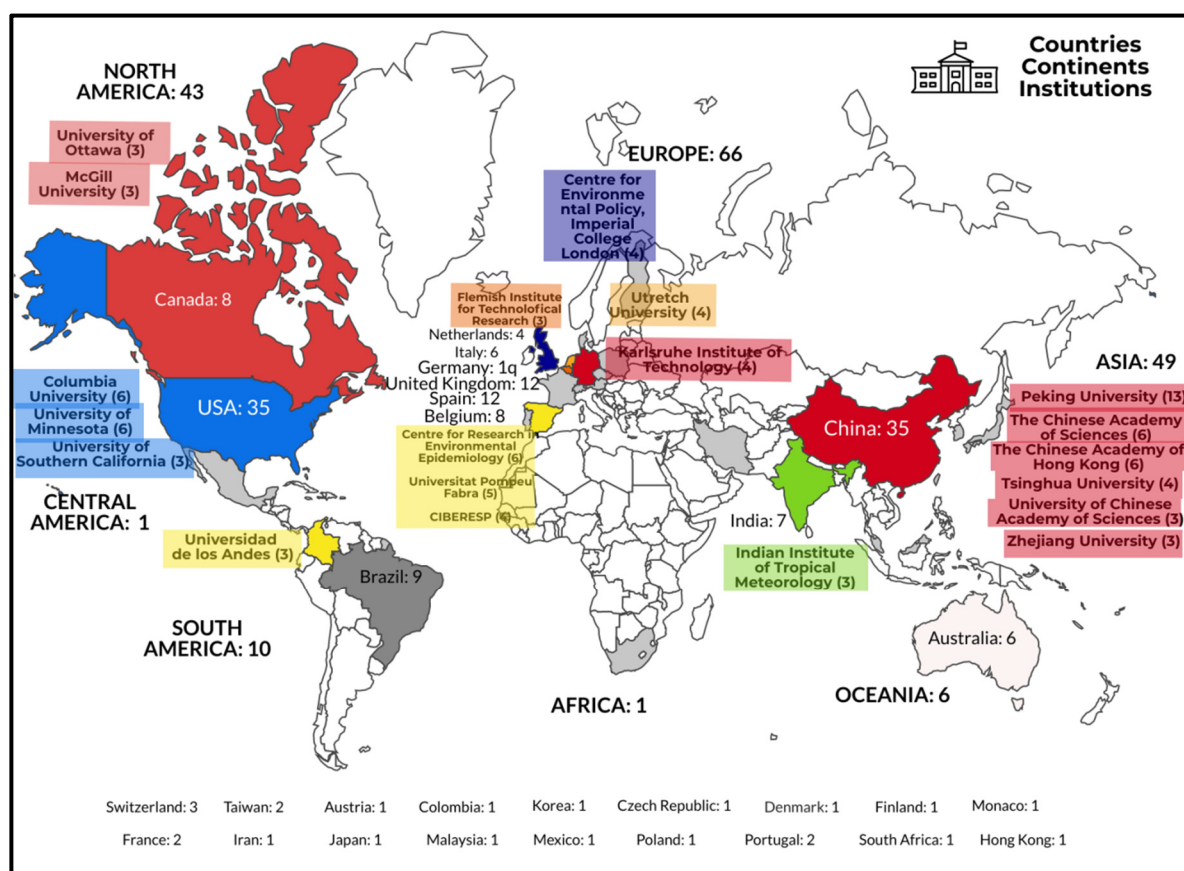 Countries
Continents
Institutions
NORTH
AMERICA: 43
University of
Ottawa (3)
McGill
University (3)
Canada: 8
Columbia
University (6)
University of
Minnesota (6)
University of
Southern California (3)
USA: 35
CENTRAL
AMERICA: 1
Universidad
de los Andes (3)
Brazil: 9
SOUTH
AMERICA: 10
EUROPE: 66
Centre for
Environme
ntal Policy,
Imperial
College
London (4)
Flemish Institute
for Technolofical
Research (3)
Utretch
University (4)
Netherlands: 4
Italy: 6
Germany: 1q
United Kingdom: 12
Spain: 12
Belgium: 8
Karlsruhe Institute of
Technology (4)
Centre for Research in
Environmental
Epidemiology (6)
Universitat Pompeu
Fabra (5)
CIBERESP (4)
AFRICA: 1
ASIA: 49
Peking University (13)
The Chinese Academy
of Sciences (6)
The Chinese Academy of
Hong Kong (6)
Tsinghua University (4)
University of Chinese
Academy of Sciences (3)
Zhejiang University (3)
China: 35
India: 7
Indian Institute
of Tropical
Meteorology (3)
Australia: 6
OCEANIA: 6
Switzerland: 3 Taiwan: 2 Austria: 1 Colombia: 1 Korea: 1 Czech Republic: 1 Denmark: 1 Finland: 1 Monaco: 1
France: 2 Iran: 1 Japan: 1 Malaysia: 1 Mexico: 1 Poland: 1 Portugal: 2 South Africa: 1 Hong Kong: 1